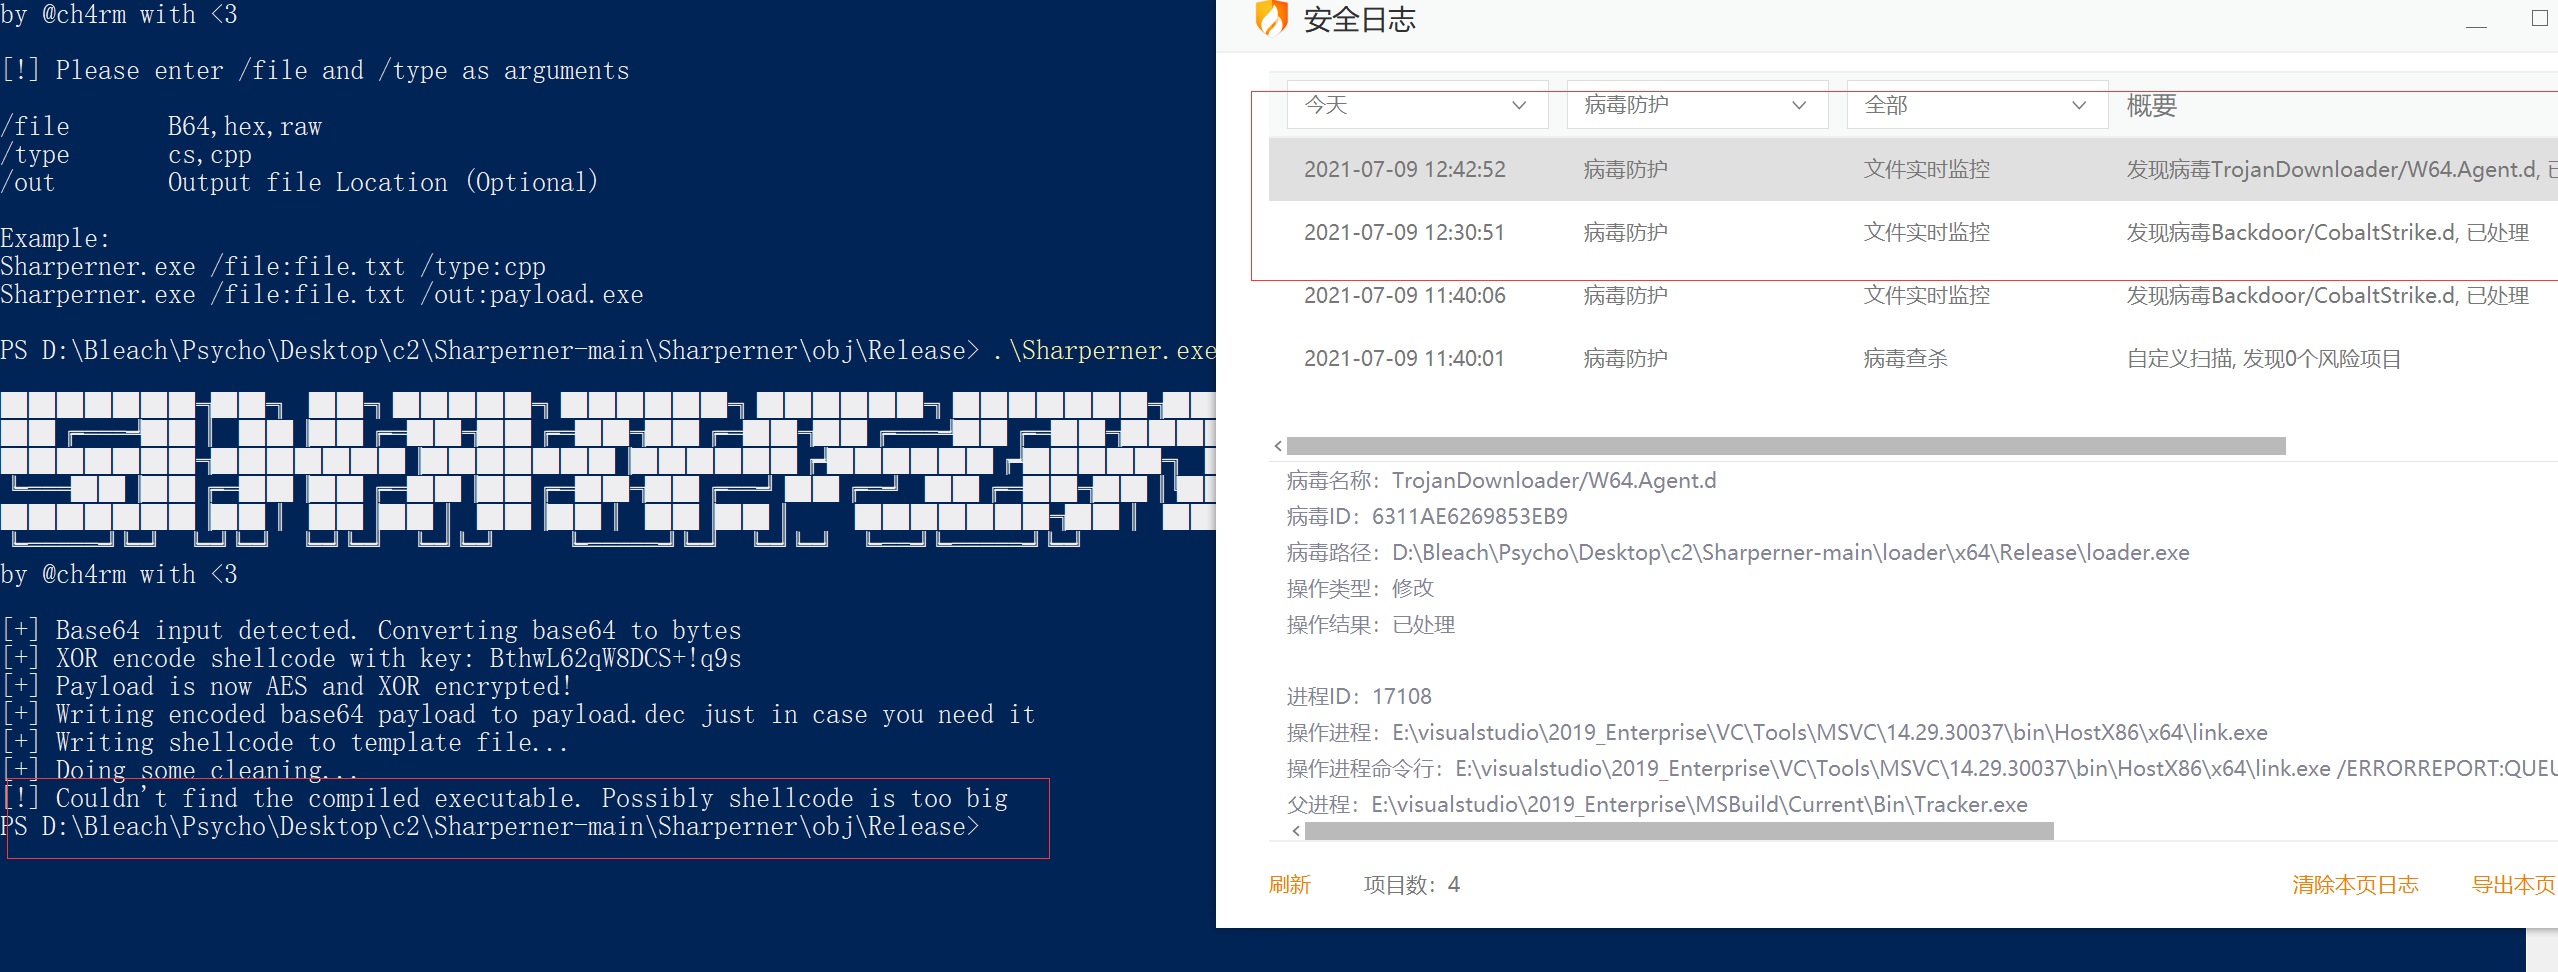 by @ch4rm with <3
[!] Please enter /file and /type as arguments
/file B64,hex,raw
/type cs,cpp
/out Output file Location (Optional)
Example:
Sharperner.exe /file:file.txt /type:cpp
Sharperner.exe /file:file.txt /out:payload.exe
PS D:\Bleach\Psycho\Desktop\c2\Sharperner-main\Sharperner\obj\Release> .\Sharperner.exe
by @ch4rm with <3
[+] Base64 input detected. Converting base64 to bytes
[+] XOR encode shellcode with key: BthwL62qW8DCS+!q9s
[+] Payload is now AES and XOR encrypted!
[+] Writing encoded base64 payload to payload.dec just in case you need it
[+] Writing shellcode to template file...
[+] Doing some cleaning...
[!] Couldn't find the compiled executable. Possibly shellcode is too big
PS D:\Bleach\Psycho\Desktop\c2\Sharperner-main\Sharperner\obj\Release>
安全日志
今天 病毒防护 全部 概要
2021-07-09 12:42:52 病毒防护 文件实时监控 发现病毒TrojanDownloader/W64.Agent.d, 已
2021-07-09 12:30:51 病毒防护 文件实时监控 发现病毒Backdoor/CobaltStrike.d, 已处理
2021-07-09 11:40:06 病毒防护 文件实时监控 发现病毒Backdoor/CobaltStrike.d, 已处理
2021-07-09 11:40:01 病毒防护 病毒查杀 自定义扫描, 发现0个风险项目
病毒名称：TrojanDownloader/W64.Agent.d
病毒ID：6311AE6269853EB9
病毒路径：D:\Bleach\Psycho\Desktop\c2\Sharperner-main\loader\x64\Release\loader.exe
操作类型：修改
操作结果：已处理
进程ID：17108
操作进程：E:\visualstudio\2019_Enterprise\VC\Tools\MSVC\14.29.30037\bin\HostX86\x64\link.exe
操作进程命令行：E:\visualstudio\2019_Enterprise\VC\Tools\MSVC\14.29.30037\bin\HostX86\x64\link.exe /ERRORREPORT:QUEU
父进程：E:\visualstudio\2019_Enterprise\MSBuild\Current\Bin\Tracker.exe
刷新 项目数：4 清除本页日志 导出本页